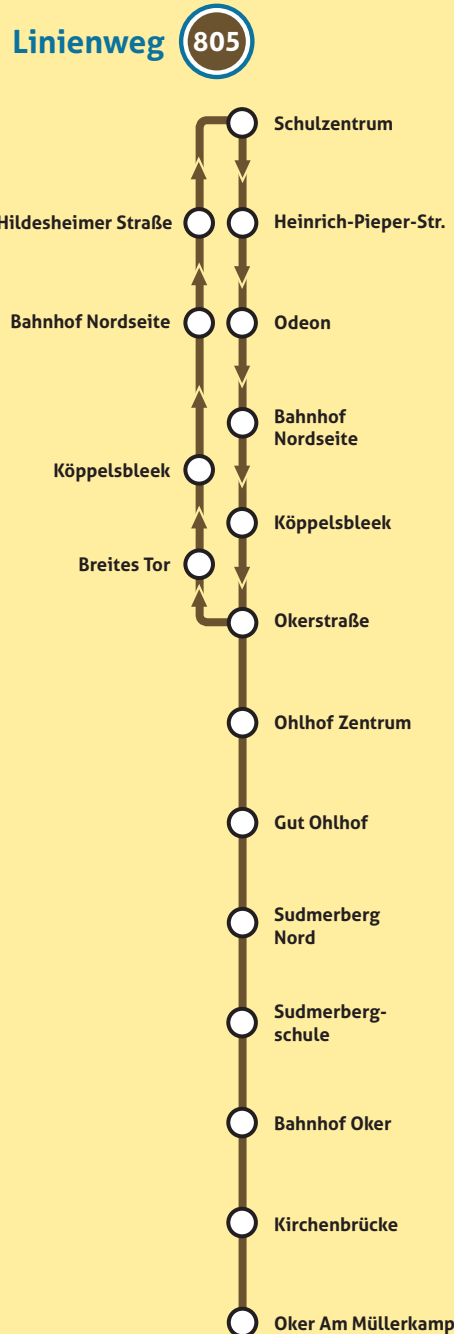 Linienweg 805
Schulzentrum
Hildesheimer Straße
Heinrich-Pieper-Str.
Bahnhof Nordseite
Odeon
Bahnhof
Nordseite
Köppelsbleek
Köppelsbleek
Breites Tor
Okerstraße
Ohlhof Zentrum
Gut Ohlhof
Sudmerberg
Nord
Sudmerberg-
schule
Bahnhof Oker
Kirchenbrücke
Oker Am Müllerkamp